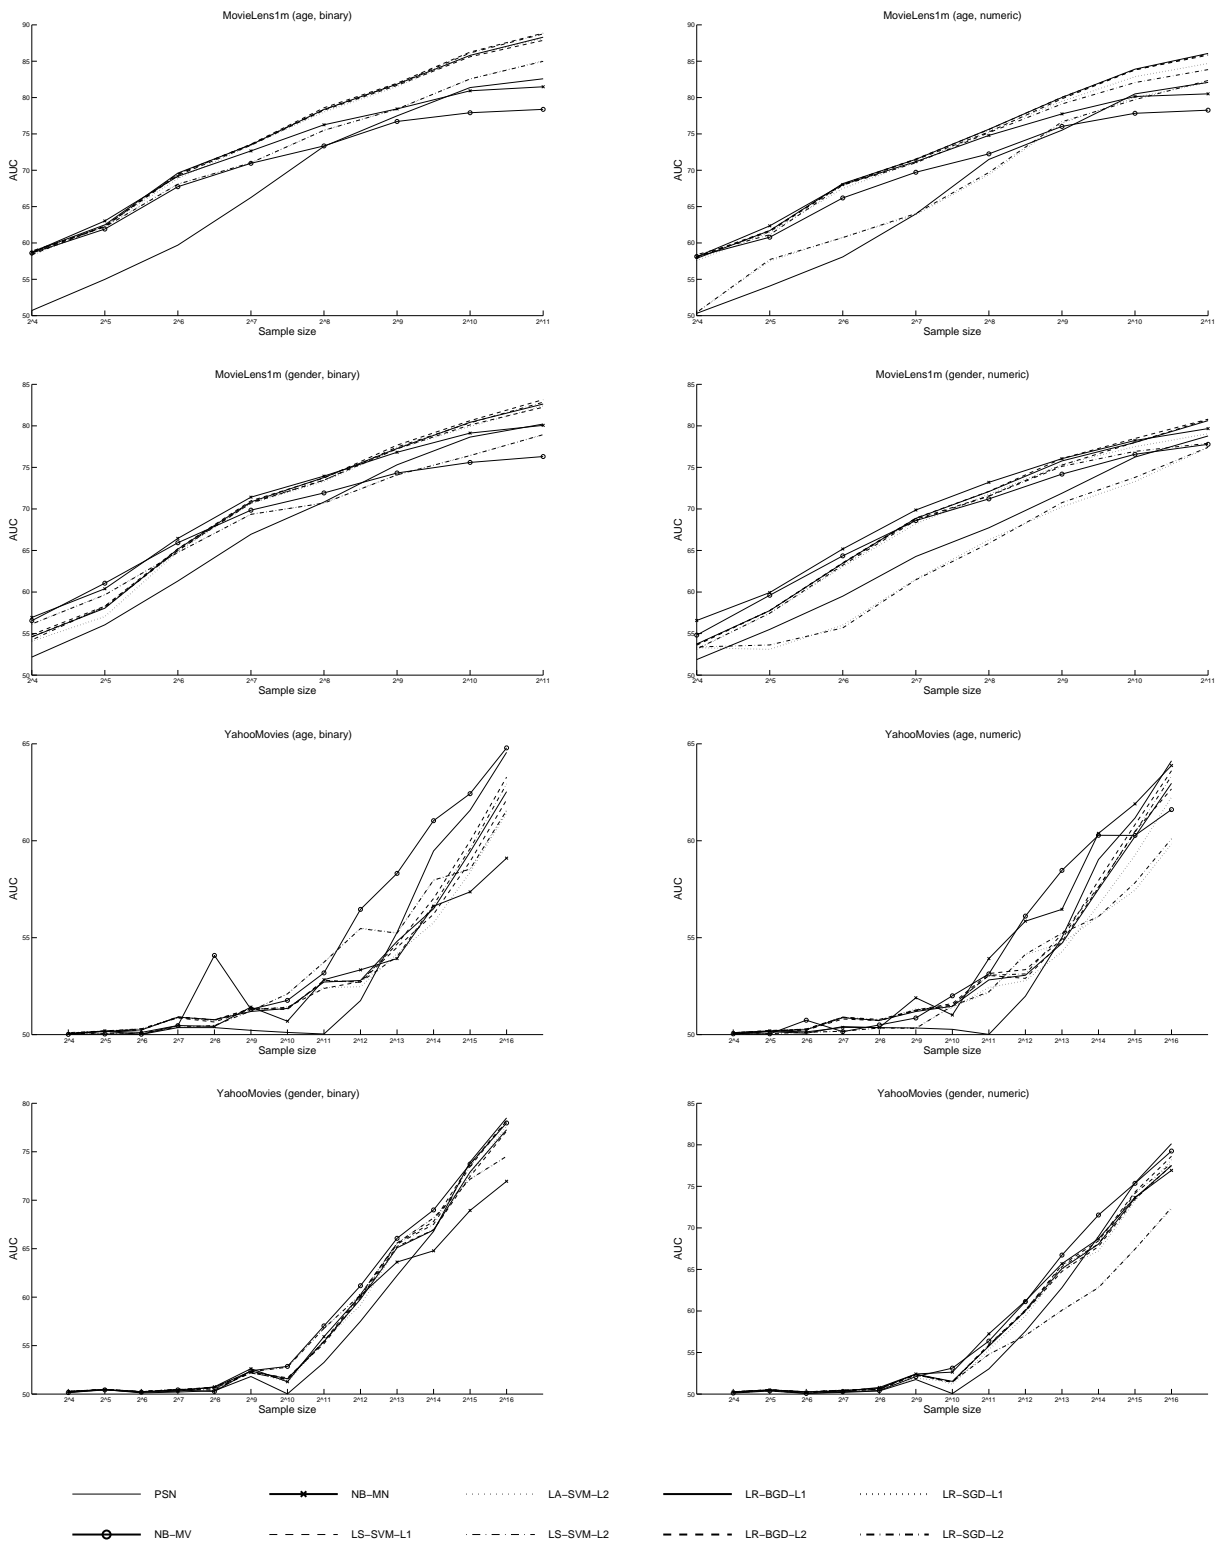 MovieLens1m (age, binary)
90
85
80
75
70
65
60
55
50
AUC
2^4 2^5 2^6 2^7 2^8 2^9 2^10 2^11
Sample size
MovieLens1m (age, numeric)
90
85
80
75
70
65
60
55
50
AUC
2^4 2^5 2^6 2^7 2^8 2^9 2^10 2^11
Sample size
MovieLens1m (gender, binary)
85
80
75
70
65
60
55
50
AUC
2^4 2^5 2^6 2^7 2^8 2^9 2^10 2^11
Sample size
MovieLens1m (gender, numeric)
85
80
75
70
65
60
55
50
AUC
2^4 2^5 2^6 2^7 2^8 2^9 2^10 2^11
Sample size
YahooMovies (age, binary)
65
60
55
50
AUC
2^4 2^5 2^6 2^7 2^8 2^9 2^10 2^11 2^12 2^13 2^14 2^15 2^16
Sample size
YahooMovies (age, numeric)
65
60
55
50
AUC
2^4 2^5 2^6 2^7 2^8 2^9 2^10 2^11 2^12 2^13 2^14 2^15 2^16
Sample size
YahooMovies (gender, binary)
80
75
70
65
60
55
50
AUC
2^4 2^5 2^6 2^7 2^8 2^9 2^10 2^11 2^12 2^13 2^14 2^15 2^16
Sample size
YahooMovies (gender, numeric)
85
80
75
70
65
60
55
50
AUC
2^4 2^5 2^6 2^7 2^8 2^9 2^10 2^11 2^12 2^13 2^14 2^15 2^16
Sample size
PSN NB−MN LA−SVM−L2 LR−BGD−L1 LR−SGD−L1
NB−MV LS−SVM−L1 LS−SVM−L2 LR−BGD−L2 LR−SGD−L2